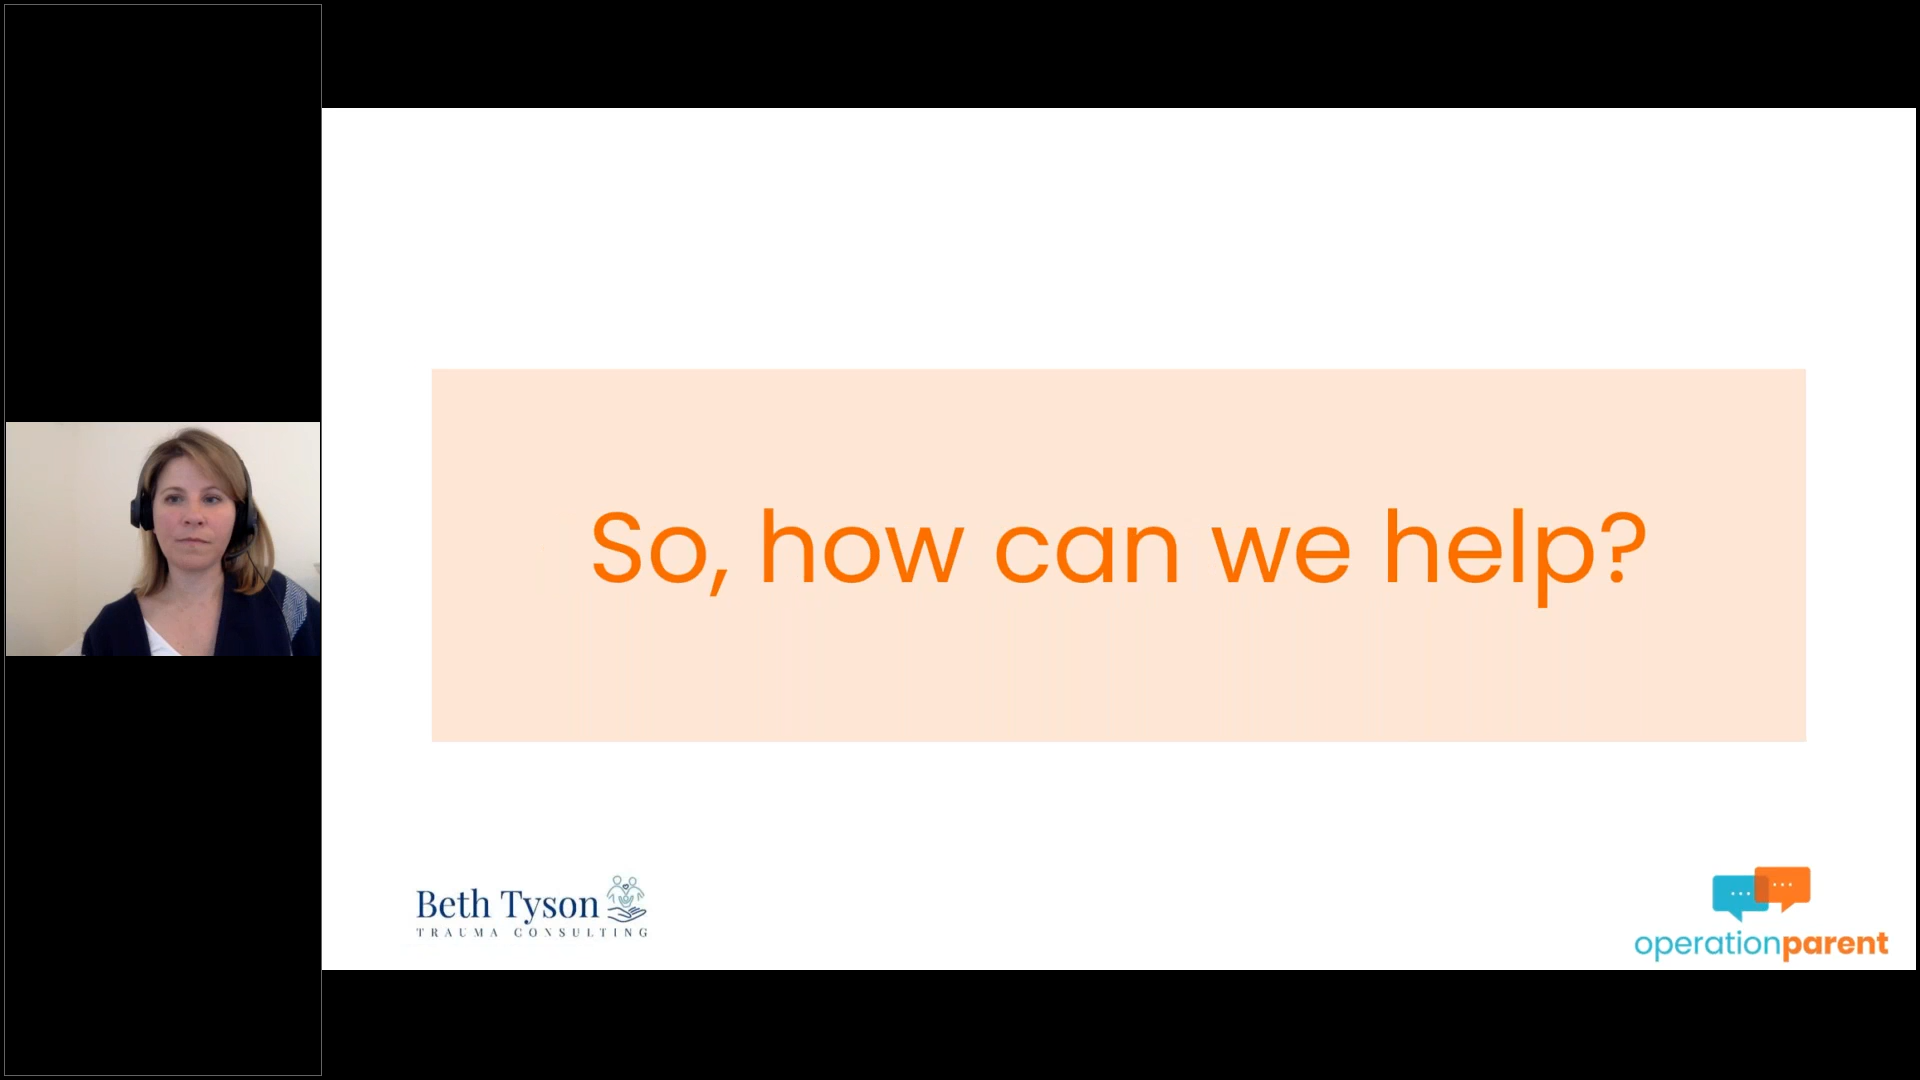 So, how can we help?
Beth Tyson
TRAUMA CONSULTING
operationparent